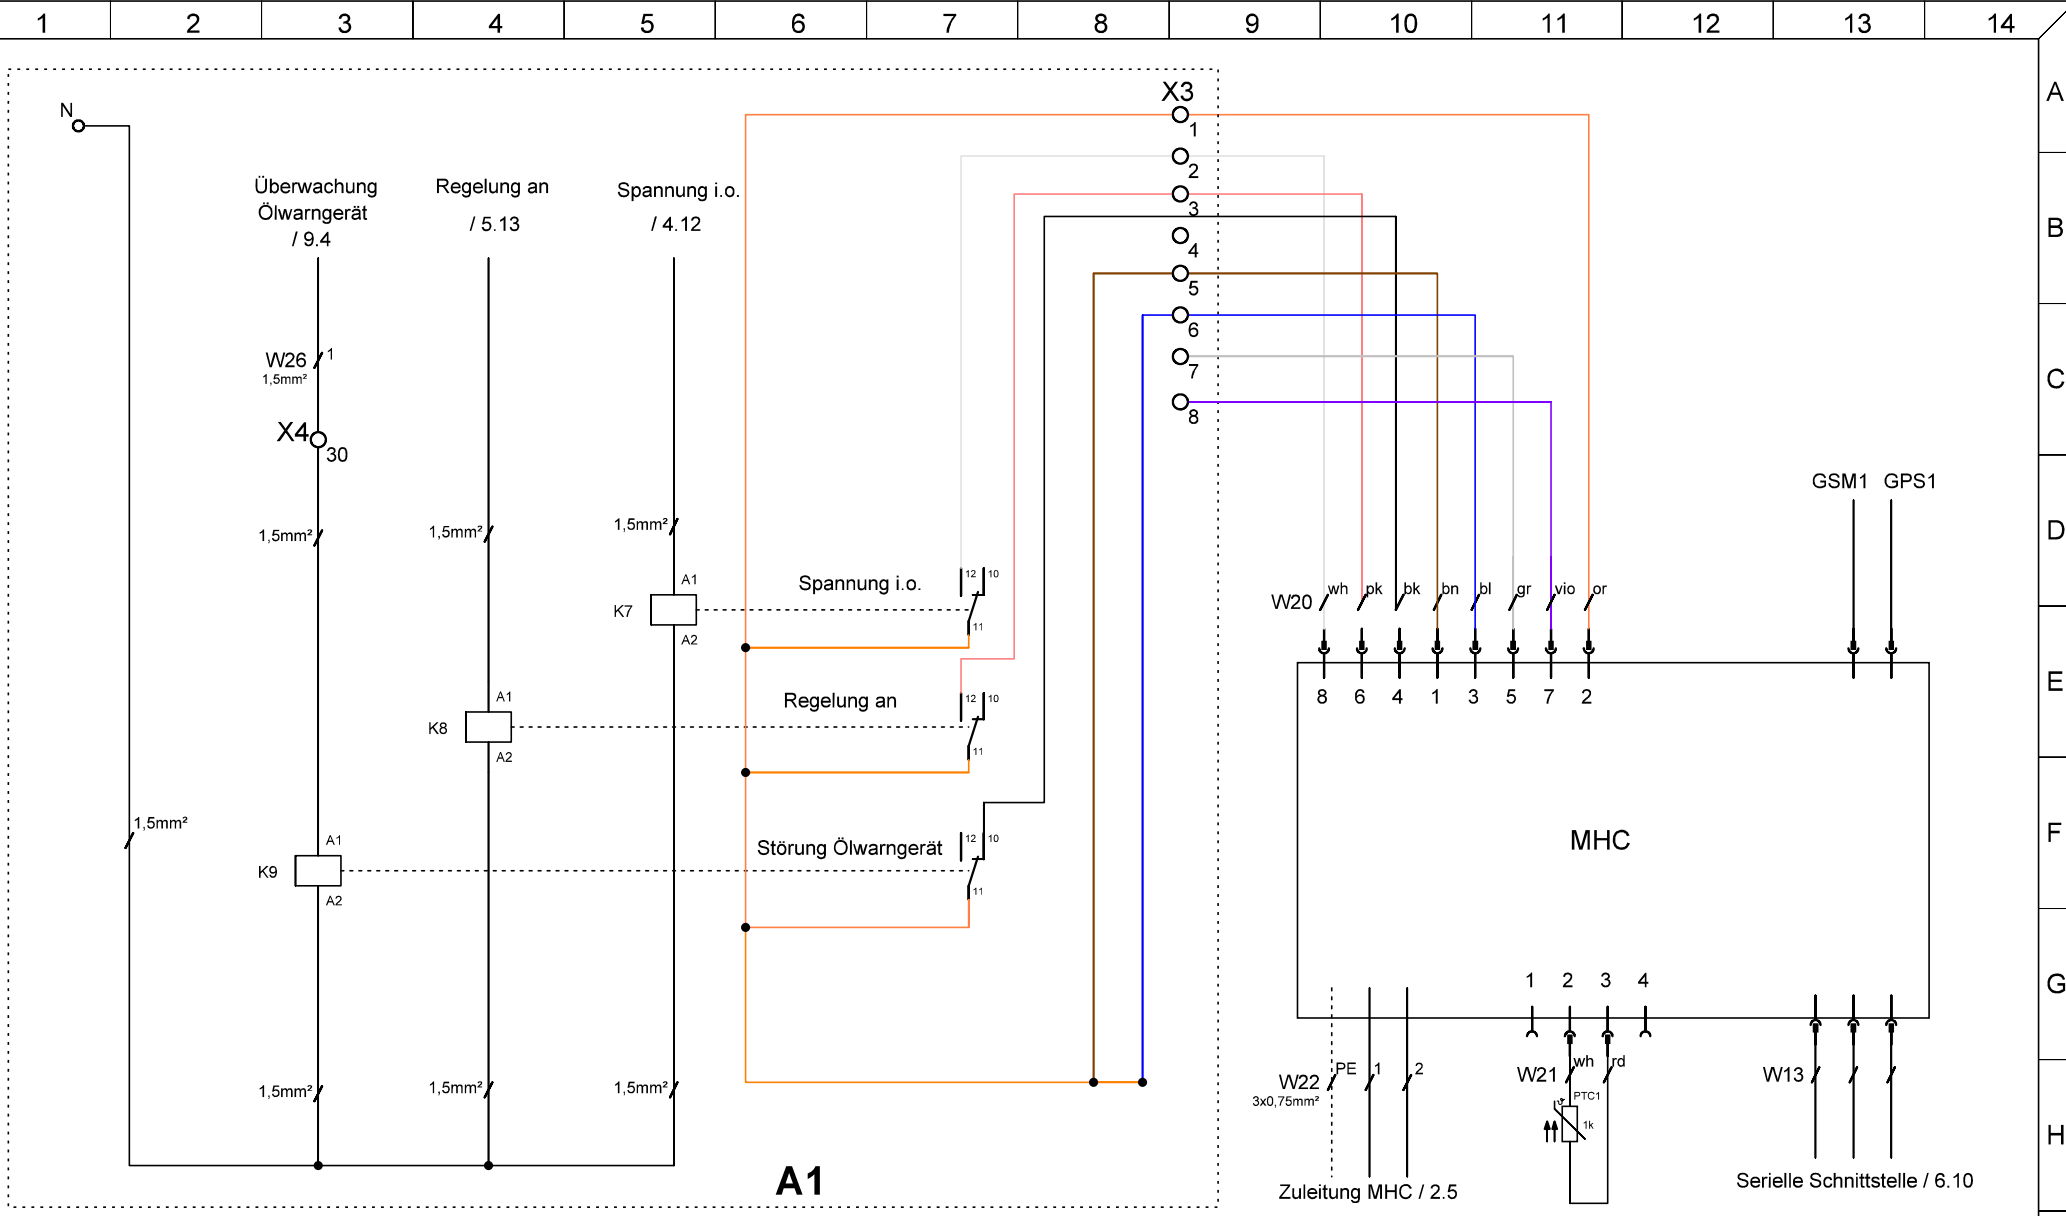 1 2 3 4 5 6 7 8 9 10 11 12 13 14
A
B
C
D
E
F
G
H
N
Überwachung
Ölwarngerät
/ 9.4
Regelung an
/ 5.13
Spannung i.o.
/ 4.12
X3
1
2
3
4
5
6
7
8
W26
1,5mm²
1
X4
30
1,5mm²
1,5mm²
1,5mm²
GSM1 GPS1
K7
A1
A2
Spannung i.o.
12 10
11
K8
A1
A2
Regelung an
12 10
11
1,5mm²
K9
A1
A2
Störung Ölwarngerät
12 10
11
W20 wh pk bk bn bl gr vio or
8 6 4 1 3 5 7 2
MHC
1 2 3 4
1,5mm²
1,5mm²
1,5mm²
W22
3x0,75mm²
PE 1 2
W21 wh rd
PTC1
ϑ
1k
W13
A1
Zuleitung MHC / 2.5
Serielle Schnittstelle / 6.10